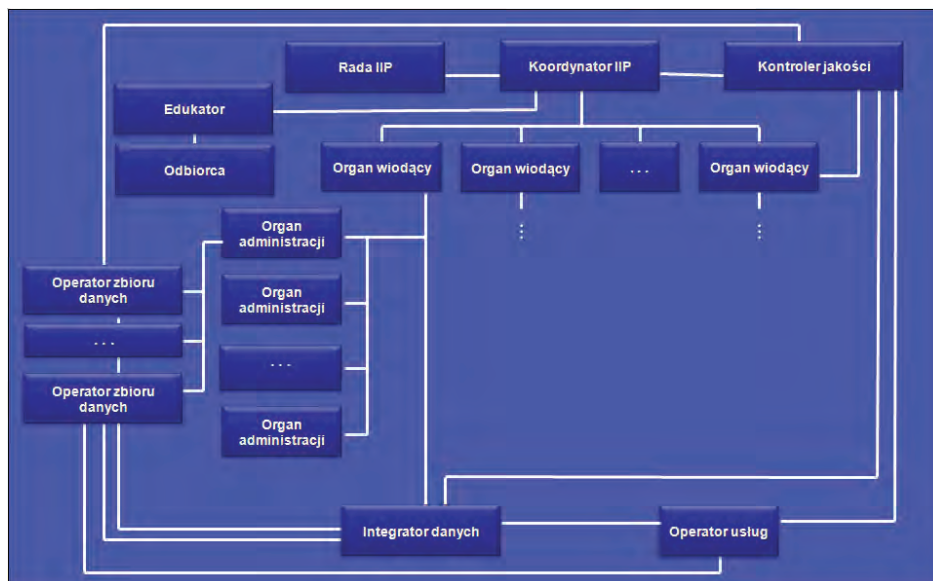 Rada IIP
Koordynator IIP
Kontroler jakości
Edukator
Odbiorca
Organ wiodący
Organ wiodący
...
Organ wiodący
Organ
administracji
Operator zbioru
danych
Organ
administracji
...
...
Operator zbioru
danych
Organ
administracji
Integrator danych
Operator usług